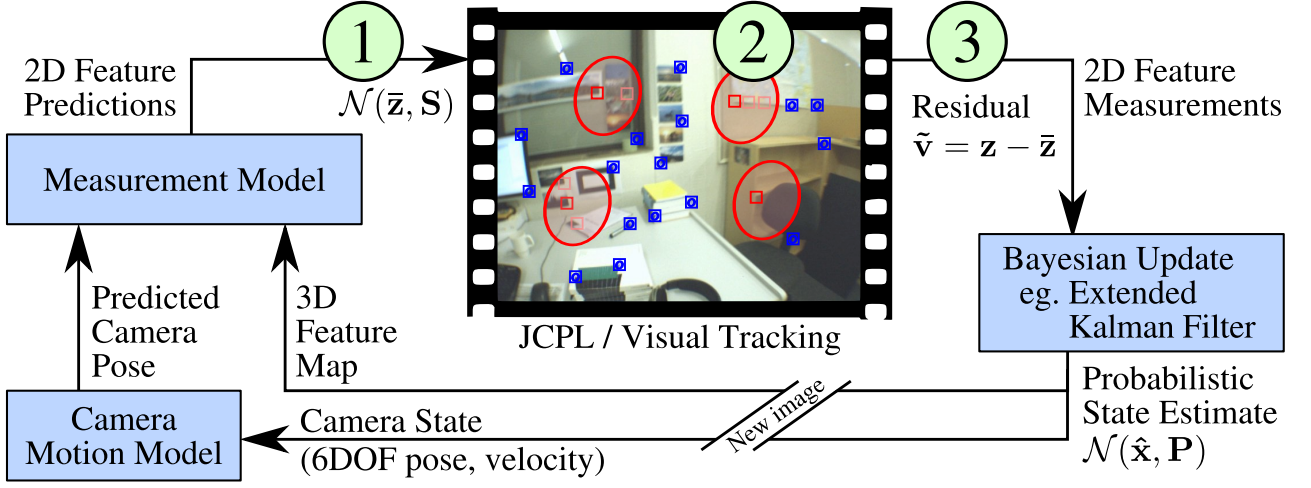 1
2
3
2D Feature
Predictions
𝒩(z̄, S)
Residual
ṽ = z − z̄
2D Feature
Measurements
Measurement Model
JCPL / Visual Tracking
Bayesian Update
eg. Extended
Kalman Filter
Predicted
Camera
Pose
3D
Feature
Map
Camera
Motion Model
Camera State
(6DOF pose, velocity)
New image
Probabilistic
State Estimate
𝒩(x̂, P)